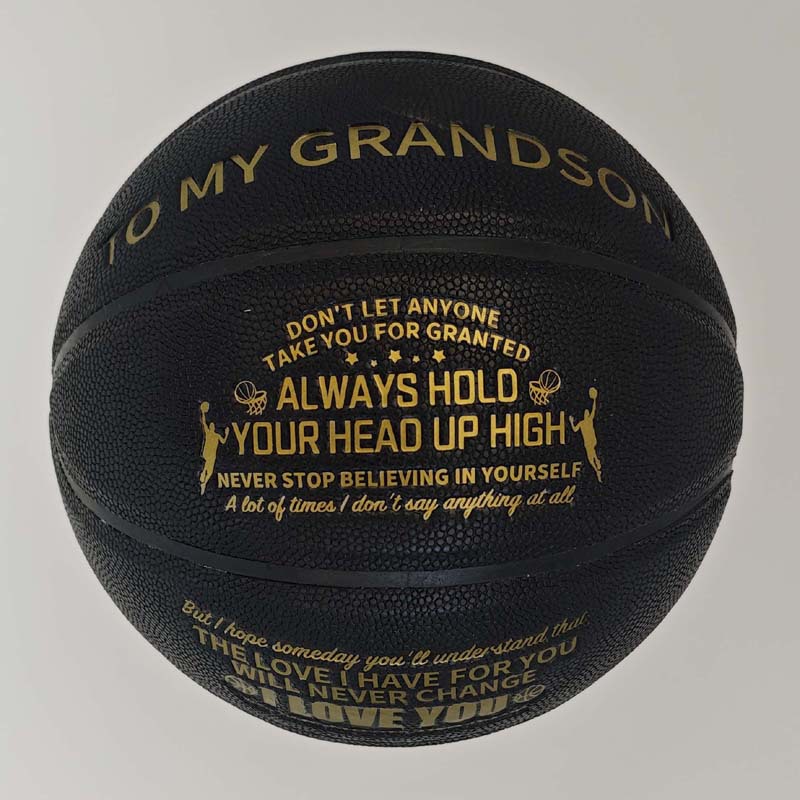 TO MY GRANDSON
DON'T LET ANYONE
TAKE YOU FOR GRANTED
ALWAYS HOLD
YOUR HEAD UP HIGH
NEVER STOP BELIEVING IN YOURSELF
A lot of times I don't say anything at all,
But I hope someday you'll understand that
THE LOVE I HAVE FOR YOU
WILL NEVER CHANGE
I LOVE YOU